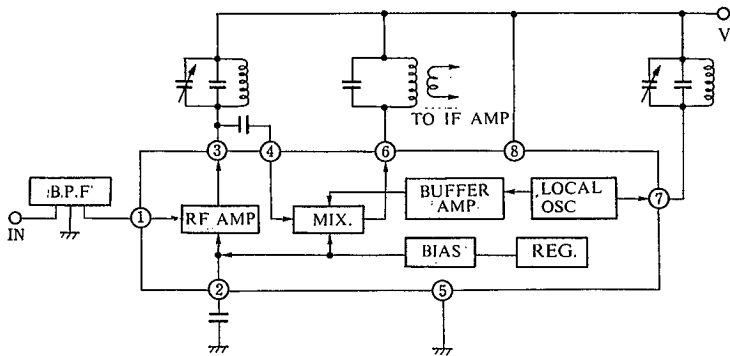 V
TO IF AMP
3
4
6
8
B.P.F
IN
1
RF AMP
MIX.
BUFFER
AMP.
LOCAL
OSC
7
BIAS
REG.
2
5